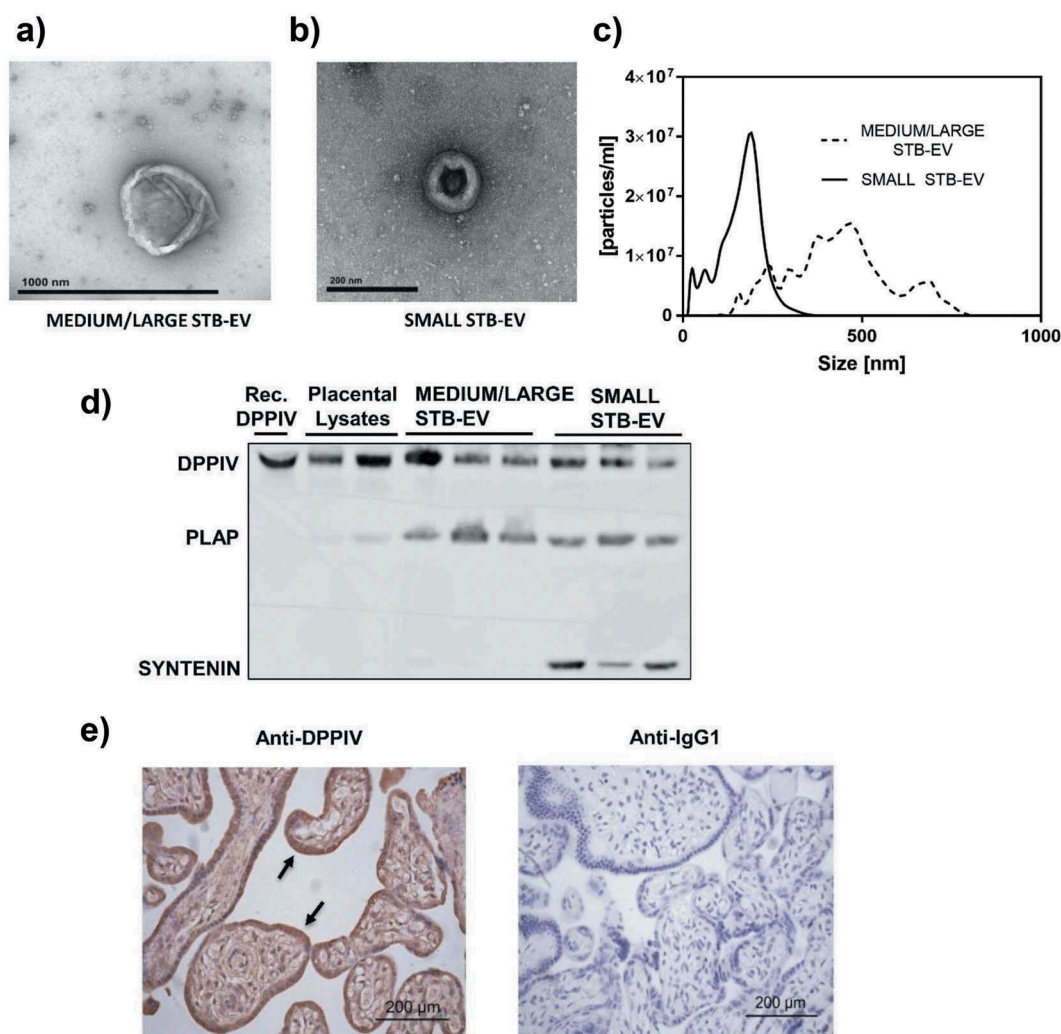 a)
1000 nm
MEDIUM/LARGE STB-EV
b)
200 nm
SMALL STB-EV
c)
4×10⁷
3×10⁷
2×10⁷
1×10⁷
0
[particles/ml]
MEDIUM/LARGE
STB-EV
SMALL STB-EV
0
500
1000
Size [nm]
d)
Rec.
DPPIV
Placental
Lysates
MEDIUM/LARGE
STB-EV
SMALL
STB-EV
DPPIV
PLAP
SYNTENIN
e)
Anti-DPPIV
200 µm
Anti-IgG1
200 µm